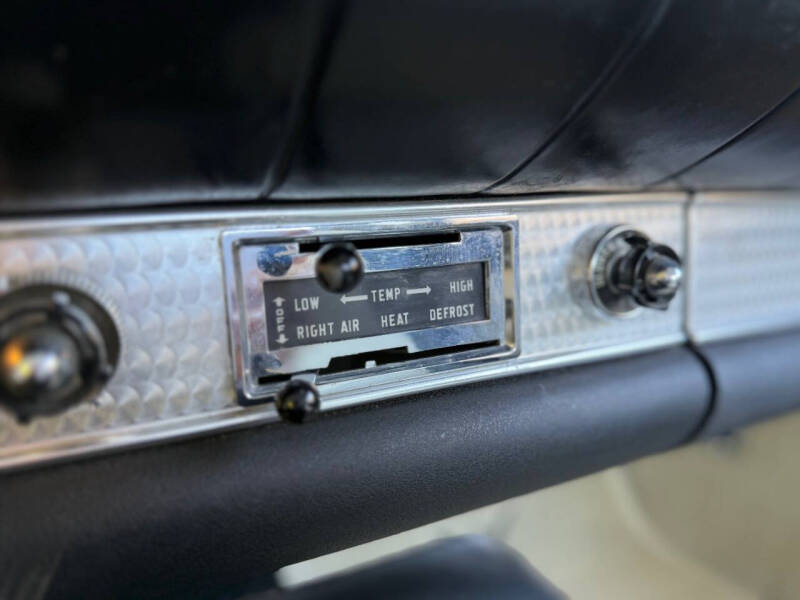 OFF
LOW ← TEMP → HIGH
RIGHT AIR HEAT DEFROST